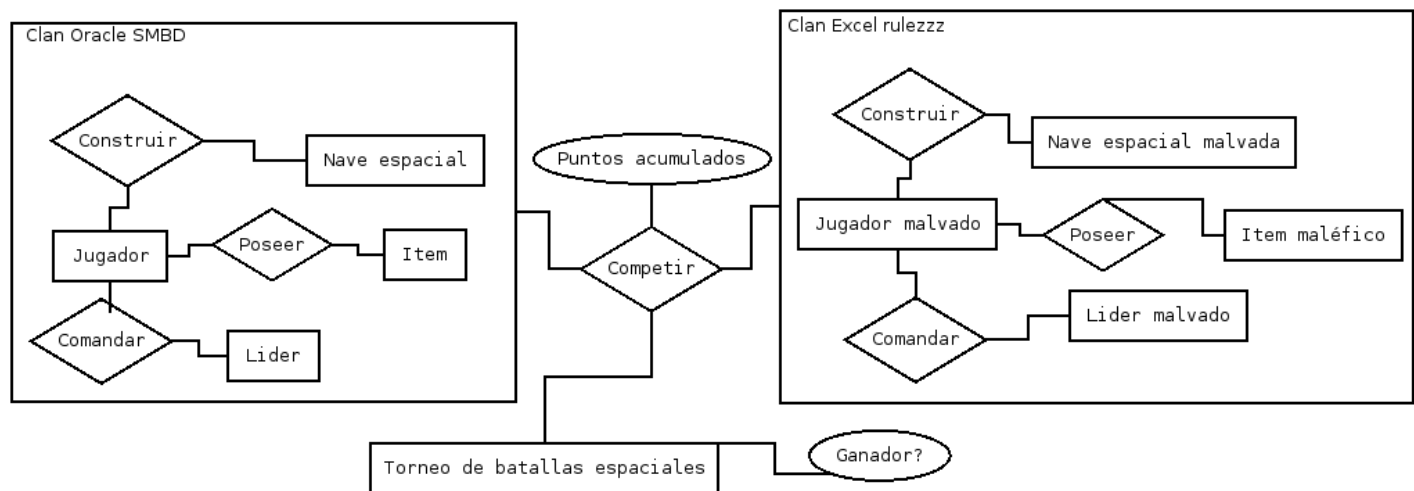 Clan Oracle SMBD
Construir
Nave espacial
Jugador
Poseer
Item
Comandar
Lider
Puntos acumulados
Competir
Clan Excel rulezzz
Construir
Nave espacial malvada
Jugador malvado
Poseer
Item maléfico
Comandar
Lider malvado
Torneo de batallas espaciales
Ganador?